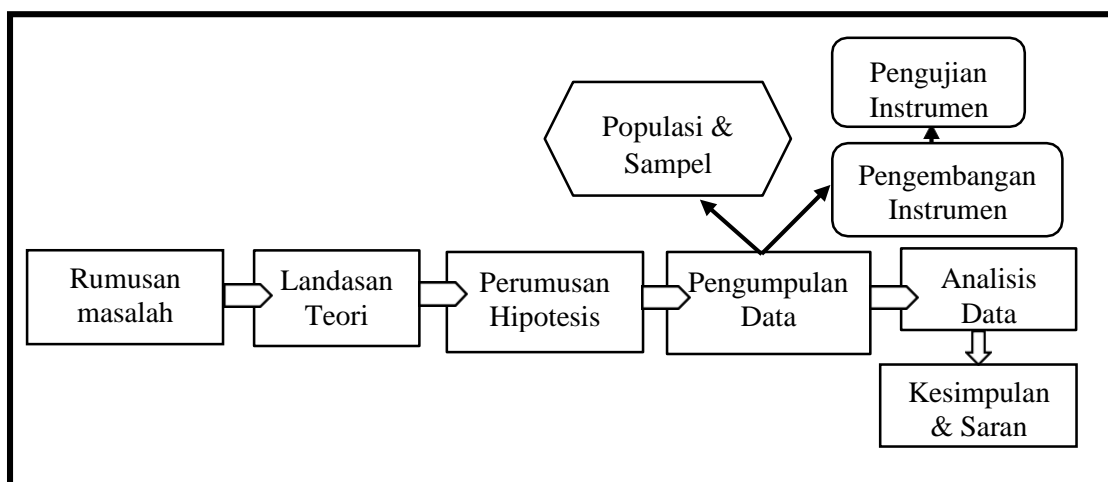 Pengujian
Instrumen
Populasi &
Sampel
Pengembangan
Instrumen
Rumusan
masalah
Landasan
Teori
Perumusan
Hipotesis
Pengumpulan
Data
Analisis
Data
Kesimpulan
& Saran